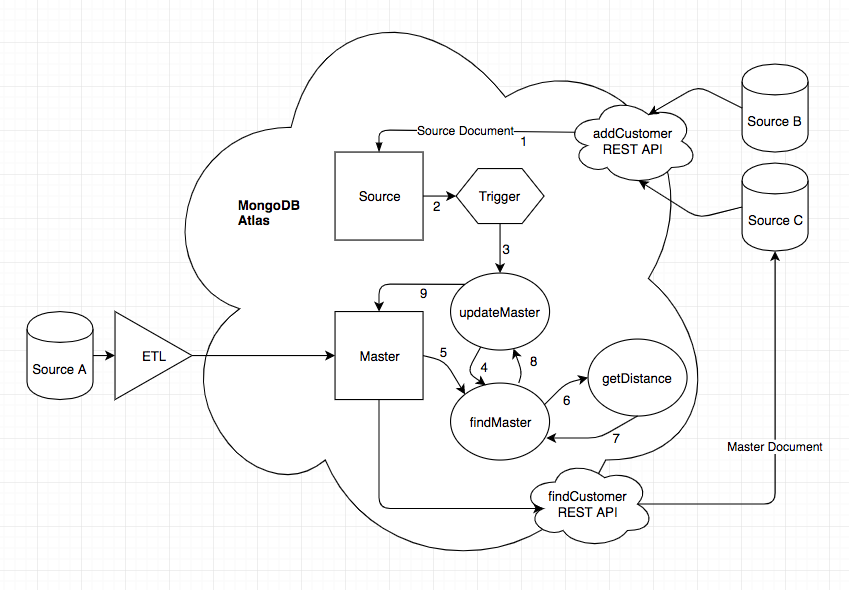 addCustomer
REST API
Source B
Source Document
1
MongoDB
Atlas
Source
2
Trigger
Source C
3
9
updateMaster
Source A
ETL
Master
5
4
8
getDistance
6
findMaster
7
Master Document
findCustomer
REST API